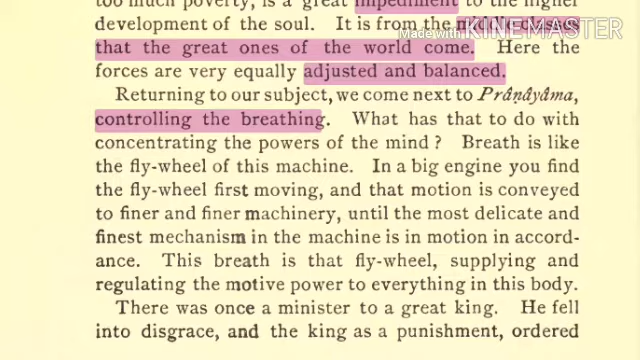 too much poverty, is a great impediment to the higher
development of the soul. It is from the middle classes
Made with KINEMASTER
that the great ones of the world come. Here the
forces are very equally adjusted and balanced.
Returning to our subject, we come next to Prânâyâma,
controlling the breathing. What has that to do with
concentrating the powers of the mind ? Breath is like
the fly-wheel of this machine. In a big engine you find
the fly-wheel first moving, and that motion is conveyed
to finer and finer machinery, until the most delicate and
finest mechanism in the machine is in motion in accord-
ance. This breath is that fly-wheel, supplying and
regulating the motive power to everything in this body.
There was once a minister to a great king. He fell
into disgrace, and the king as a punishment, ordered